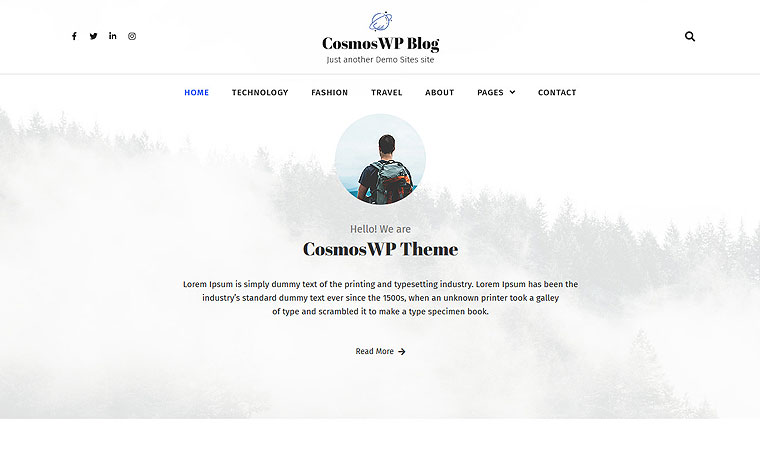 CosmosWP Blog
Just another Demo Sites site
HOME TECHNOLOGY FASHION TRAVEL ABOUT PAGES CONTACT
Hello! We are
CosmosWP Theme
Lorem Ipsum is simply dummy text of the printing and typesetting industry. Lorem Ipsum has been the
industry's standard dummy text ever since the 1500s, when an unknown printer took a galley
of type and scrambled it to make a type specimen book.
Read More